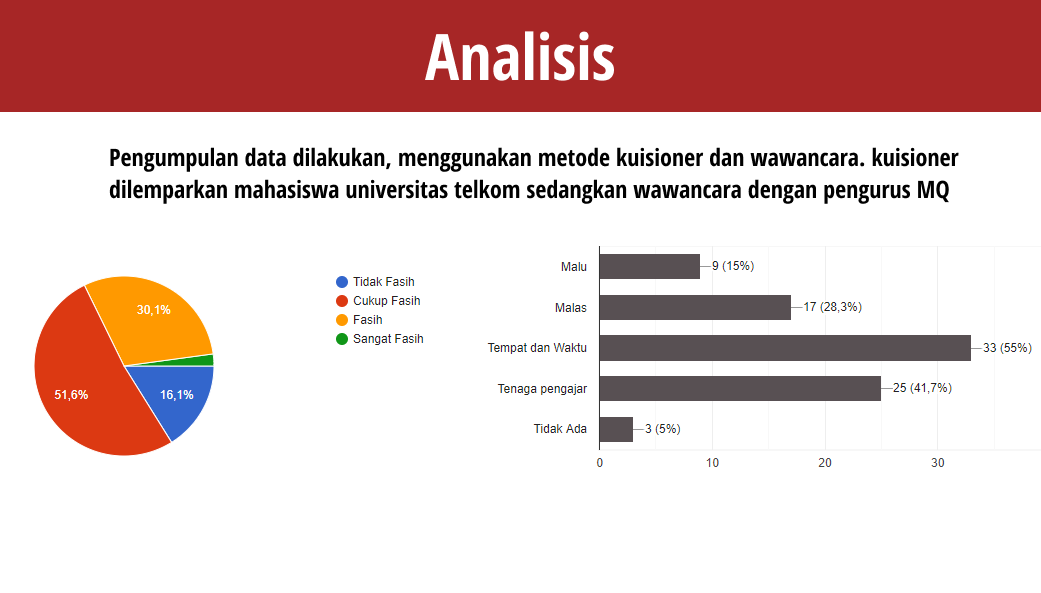 Analisis
Pengumpulan data dilakukan, menggunakan metode kuisioner dan wawancara. kuisioner
dilemparkan mahasiswa universitas telkom sedangkan wawancara dengan pengurus MQ
30,1%
51,6%
16,1%
Tidak Fasih
Cukup Fasih
Fasih
Sangat Fasih
Malu 9 (15%)
Malas 17 (28,3%)
Tempat dan Waktu 33 (55%)
Tenaga pengajar 25 (41,7%)
Tidak Ada 3 (5%)
0 10 20 30